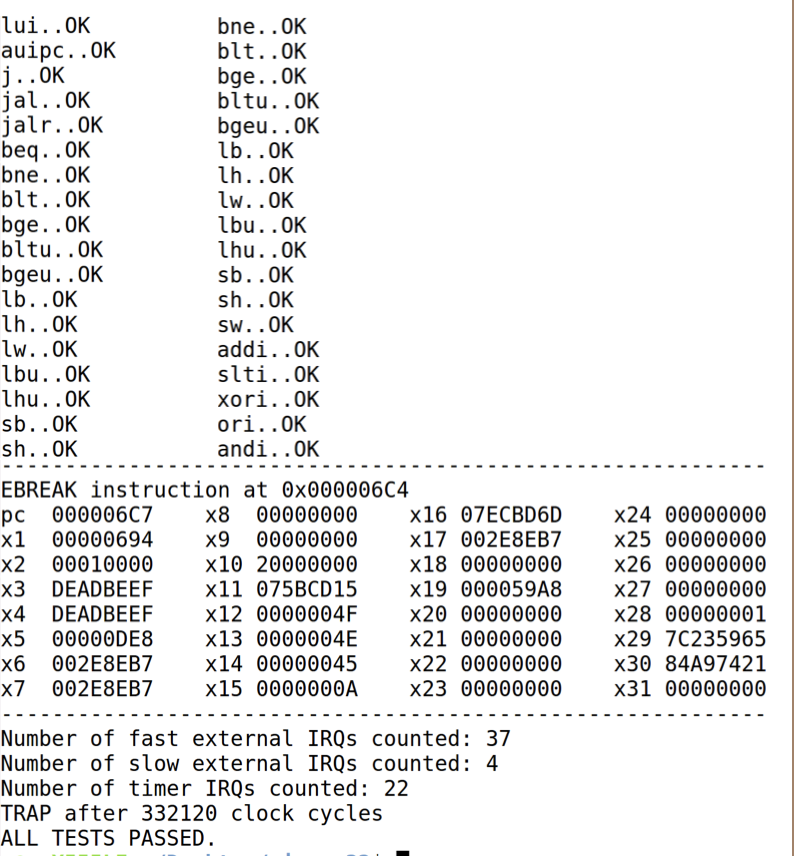 lui..OK bne..OK
auipc..OK blt..OK
j..OK bge..OK
jal..OK bltu..OK
jalr..OK bgeu..OK
beq..OK lb..OK
bne..OK lh..OK
blt..OK lw..OK
bge..OK lbu..OK
bltu..OK lhu..OK
bgeu..OK sb..OK
lb..OK sh..OK
lh..OK sw..OK
lw..OK addi..OK
lbu..OK slti..OK
lhu..OK xori..OK
sb..OK ori..OK
sh..OK andi..OK
------------------------------------------------------------
EBREAK instruction at 0x000006C4
pc 000006C7 x8 00000000 x16 07ECBD6D x24 00000000
x1 00000694 x9 00000000 x17 002E8EB7 x25 00000000
x2 00010000 x10 20000000 x18 00000000 x26 00000000
x3 DEADBEEF x11 075BCD15 x19 000059A8 x27 00000000
x4 DEADBEEF x12 0000004F x20 00000000 x28 00000001
x5 00000DE8 x13 0000004E x21 00000000 x29 7C235965
x6 002E8EB7 x14 00000045 x22 00000000 x30 84A97421
x7 002E8EB7 x15 0000000A x23 00000000 x31 00000000
------------------------------------------------------------
Number of fast external IRQs counted: 37
Number of slow external IRQs counted: 4
Number of timer IRQs counted: 22
TRAP after 332120 clock cycles
ALL TESTS PASSED.